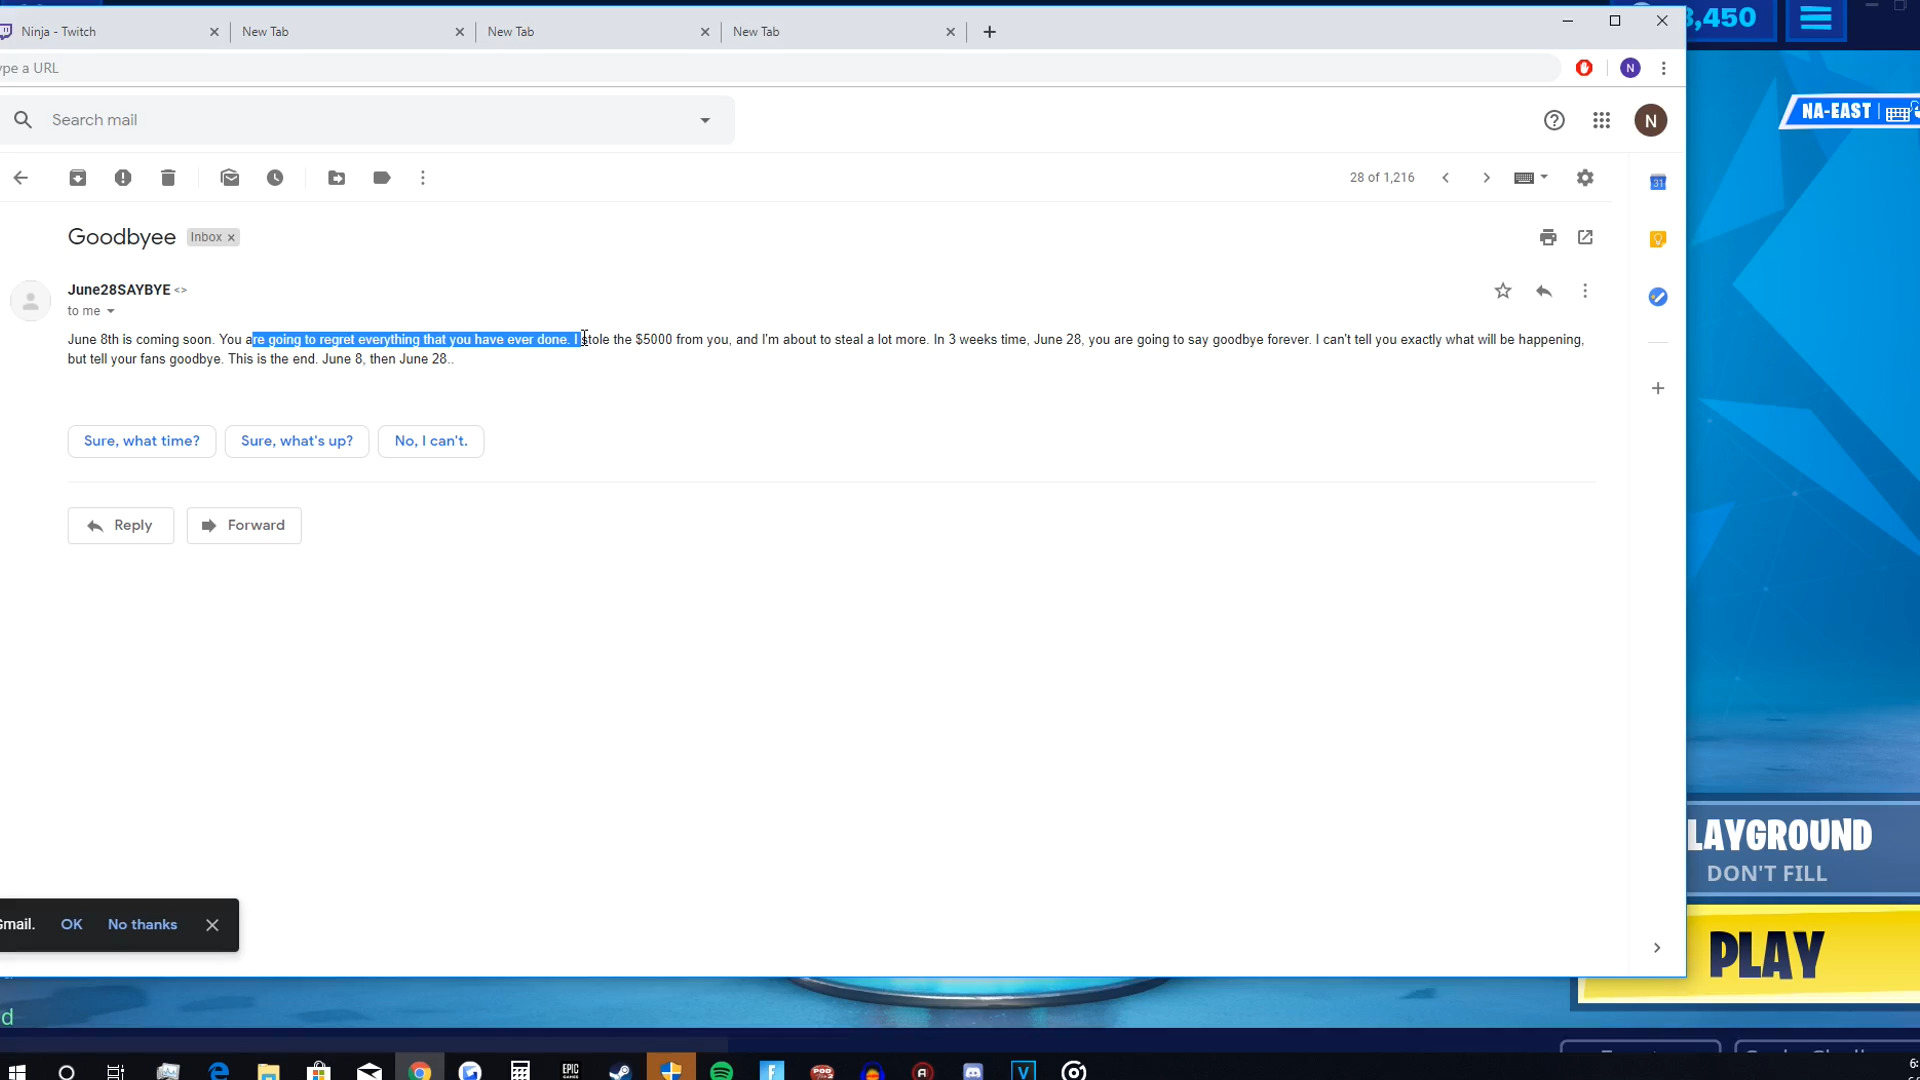 Ninja - Twitch
New Tab
New Tab
New Tab
3,450
pe a URL
N
Search mail
N
NA-EAST
28 of 1,216
31
Goodbyee
Inbox x
June28SAYBYE <>
to me
June 8th is coming soon. You are going to regret everything that you have ever done. I stole the $5000 from you, and I'm about to steal a lot more. In 3 weeks time, June 28, you are going to say goodbye forever. I can't tell you exactly what will be happening,
but tell your fans goodbye. This is the end. June 8, then June 28..
Sure, what time?
Sure, what's up?
No, I can't.
Reply
Forward
LAYGROUND
DON'T FILL
Gmail.
OK
No thanks
PLAY
d
EPIC
GAMES
6: